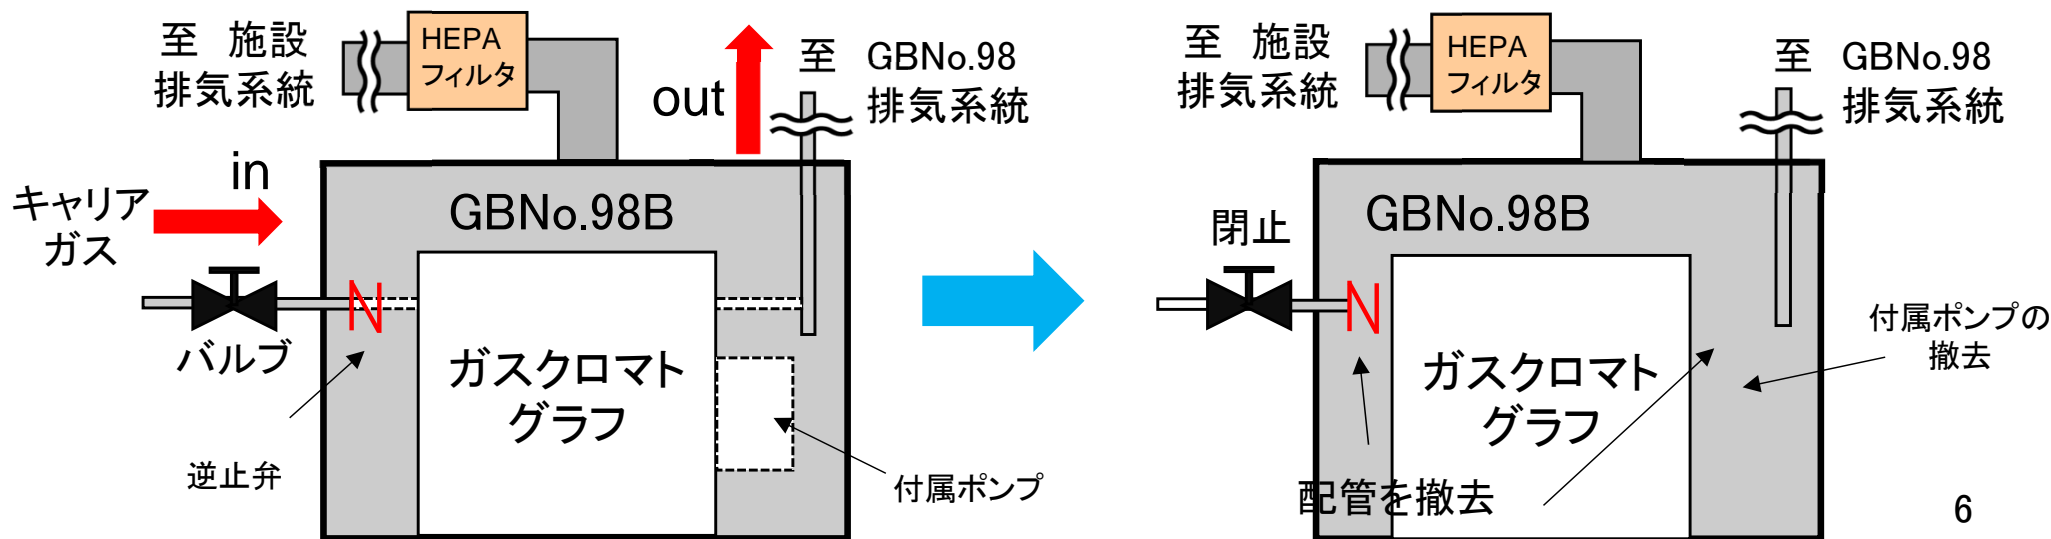 至 施設
排気系統
HEPA
フィルタ
out
至 GBNo.98
排気系統
in
キャリア
ガス
GBNo.98B
バルブ
ガスクロマト
グラフ
逆止弁
付属ポンプ
至 施設
排気系統
HEPA
フィルタ
至 GBNo.98
排気系統
GBNo.98B
閉止
ガスクロマト
グラフ
付属ポンプの
撤去
配管を撤去
6